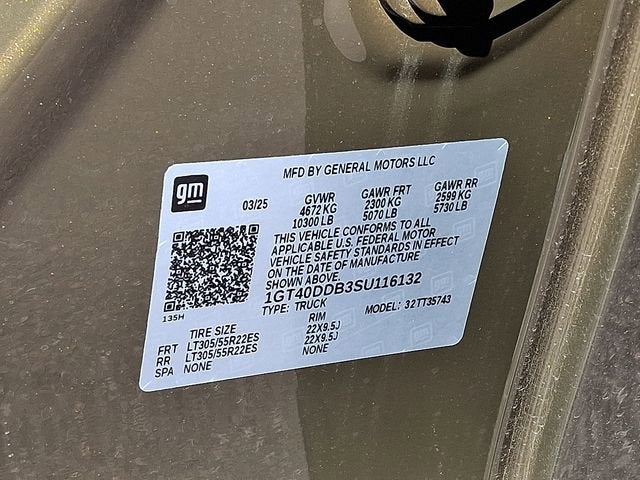 MFD BY GENERAL MOTORS LLC
gm
03/25
GVWR GAWR FRT GAWR RR
4672 KG 2300 KG 2599 KG
10300 LB 5070 LB 5730 LB
THIS VEHICLE CONFORMS TO ALL
APPLICABLE U.S. FEDERAL MOTOR
VEHICLE SAFETY STANDARDS IN EFFECT
ON THE DATE OF MANUFACTURE
SHOWN ABOVE.
1GT40DDB3SU116132
TYPE: TRUCK MODEL: 32TT35743
135H
TIRE SIZE RIM
FRT LT305/55R22ES 22X9.5J
RR LT305/55R22ES 22X9.5J
SPA NONE NONE